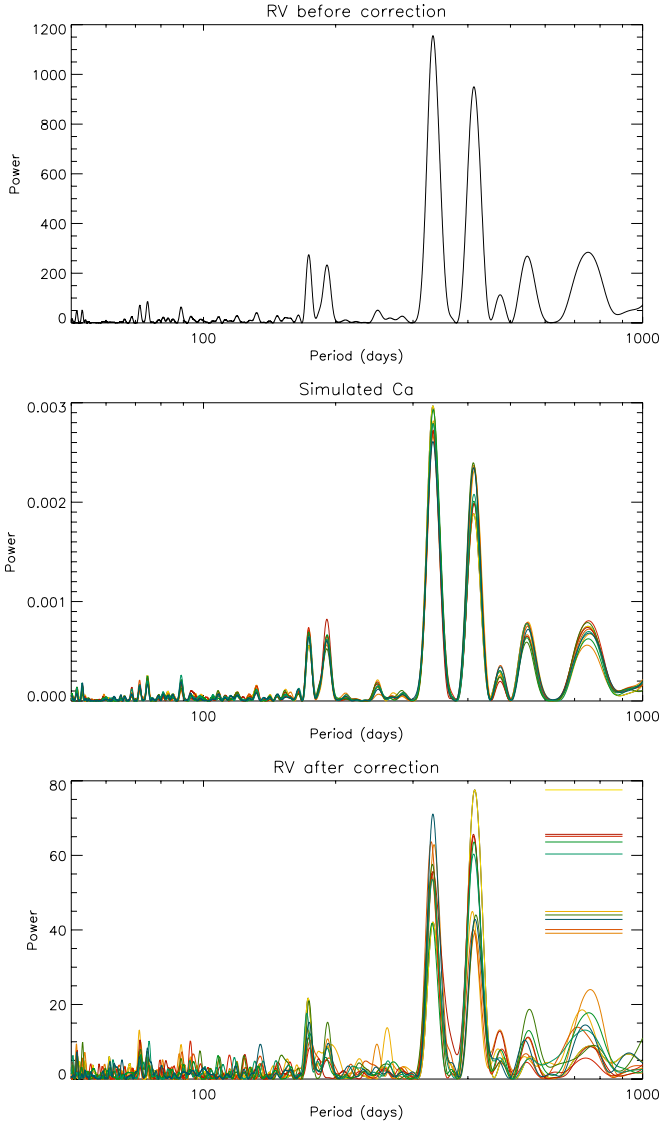 RV before correction
1200
1000
800
600
400
200
0
Power
100
1000
Period (days)
Simulated Ca
0.003
0.002
0.001
0.000
Power
100
1000
Period (days)
RV after correction
80
60
40
20
0
Power
100
1000
Period (days)